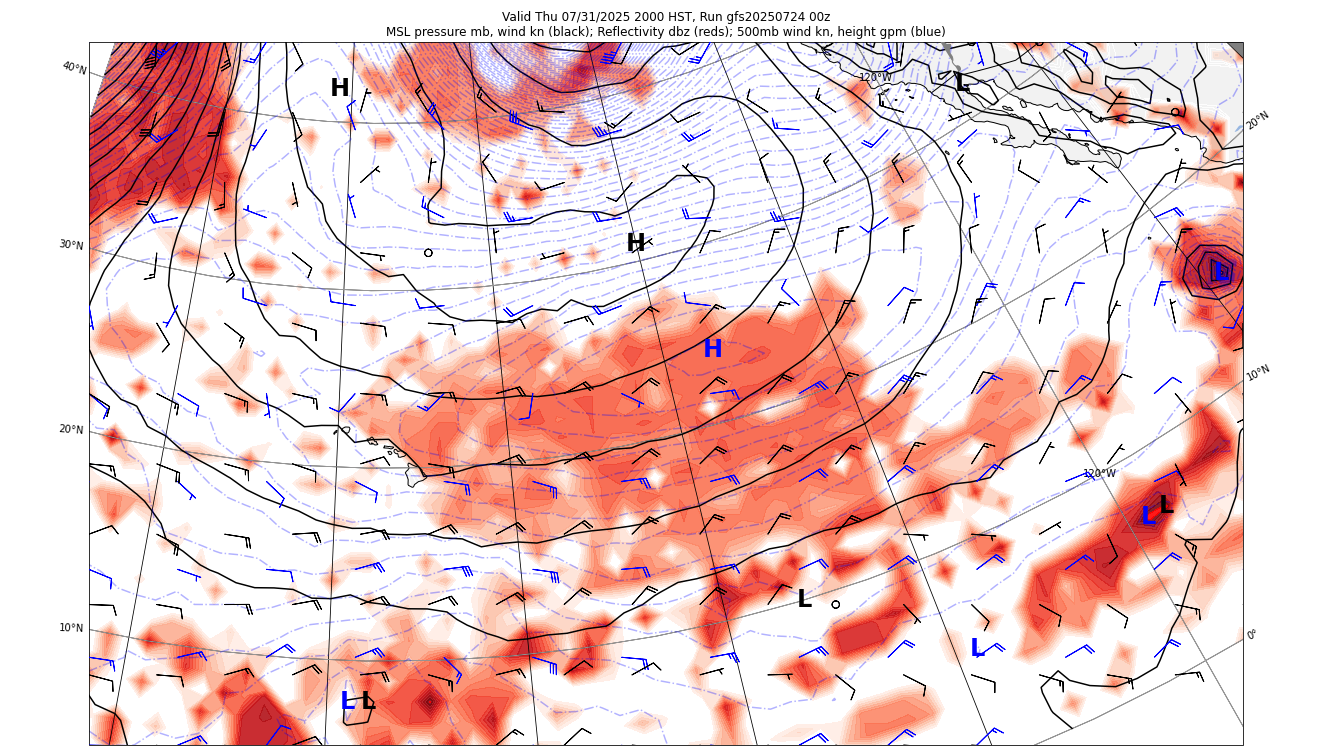 Valid Thu 07/31/2025 2000 HST, Run gfs20250724 00z
MSL pressure mb, wind kn (black); Reflectivity dbz (reds); 500mb wind kn, height gpm (blue)
40°N
H
120°W
L
20°N
30°N
H
L
H
10°N
20°N
120°W
L
L
10°N
L
0°
L
L
L